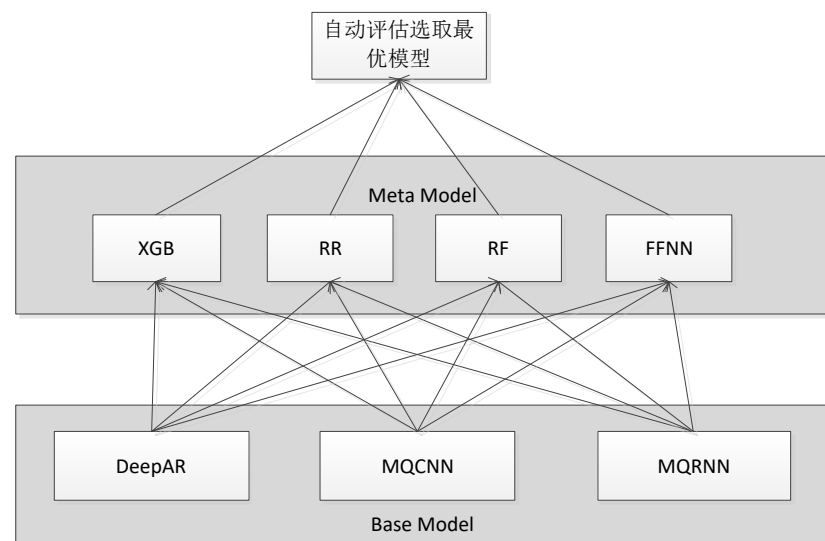 自动评估选取最
优模型
Meta Model
XGB
RR
RF
FFNN
DeepAR
MQCNN
MQRNN
Base Model